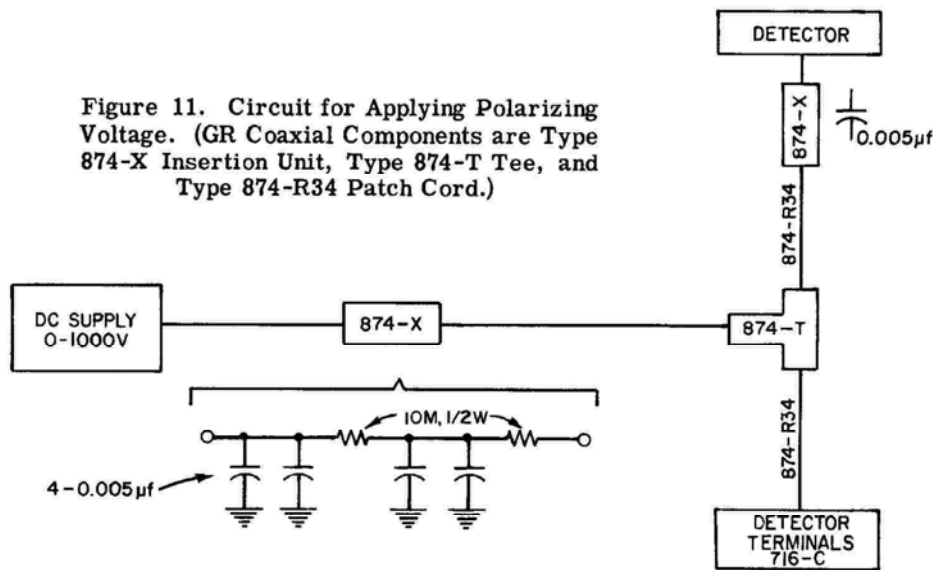 DETECTOR
Figure 11. Circuit for Applying Polarizing
Voltage. (GR Coaxial Components are Type
874-X Insertion Unit, Type 874-T Tee, and
Type 874-R34 Patch Cord.)
874-X
0.005μf
874-R34
DC SUPPLY
0-1000V
874-X
874-T
10M, 1/2W
4-0.005μf
874-R34
DETECTOR
TERMINALS
716-C